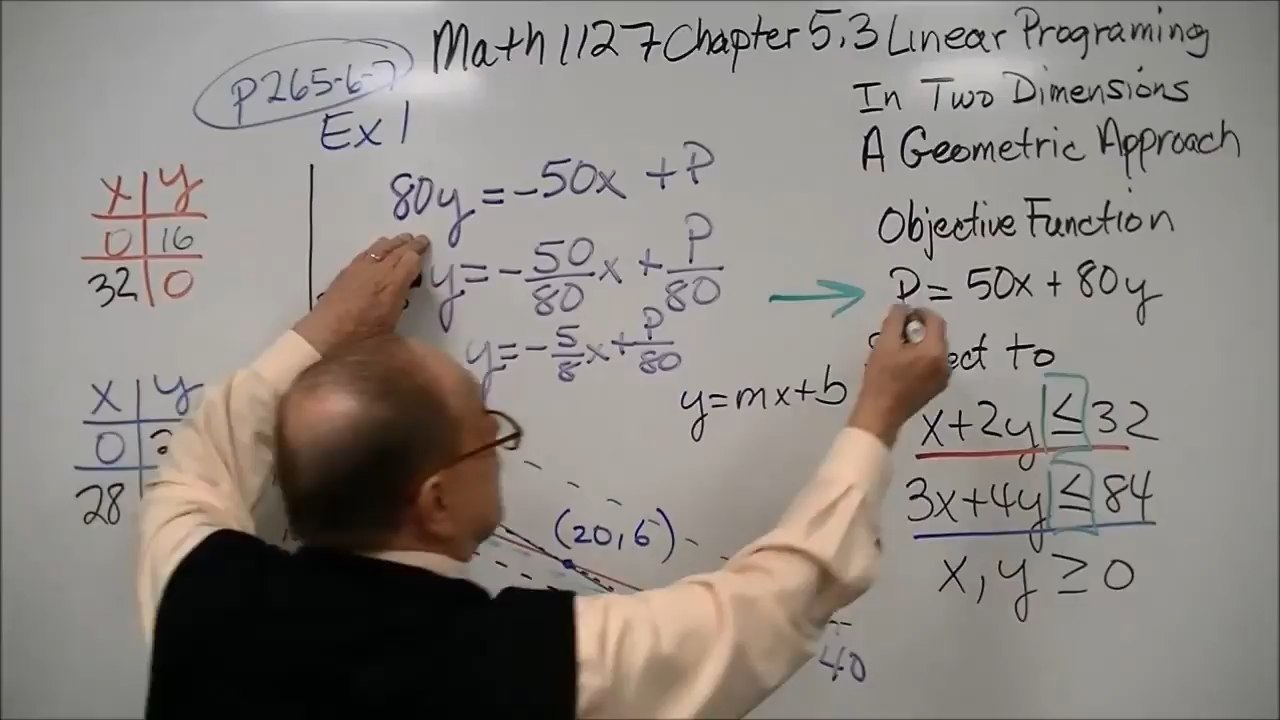 Math 1127 Chapter 5.3 Linear Programing
In Two Dimensions
A Geometric Approach
P 265-6-7
Ex 1
x | y
0 | 16
32 | 0
x | y
0
28
80y = -50x + P
y = -50/80 x + P/80
y = -5/8 x + P/80
y = mx + b
(20,6)
40
Objective Function
P = 50x + 80y
to
x + 2y ≤ 32
3x + 4y ≤ 84
x, y ≥ 0